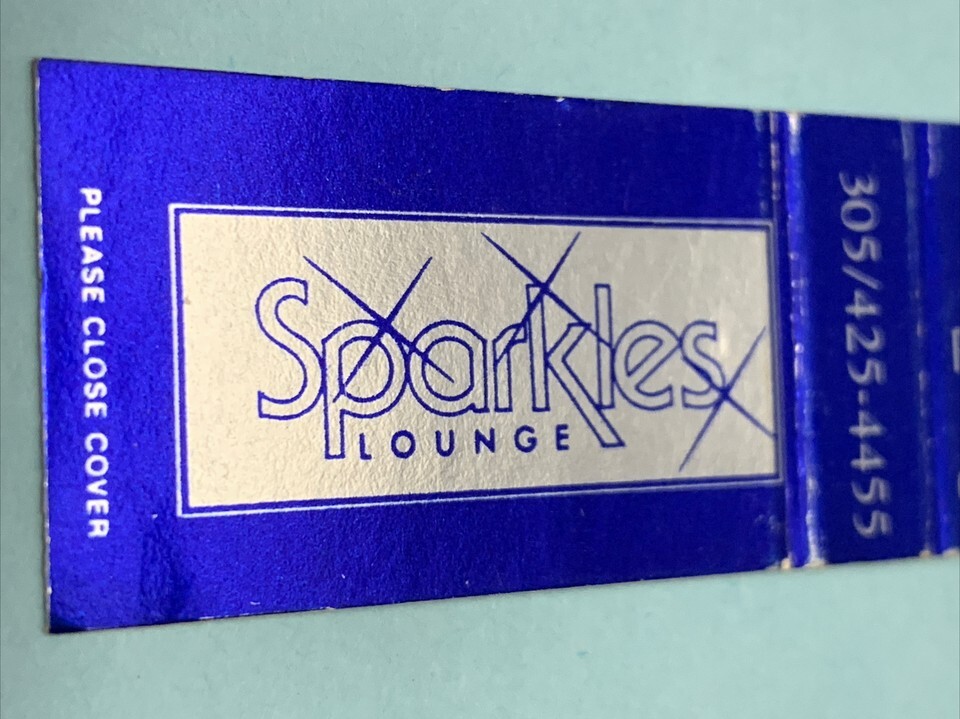 PLEASE CLOSE COVER
Sparkles
LOUNGE
305/425-4455